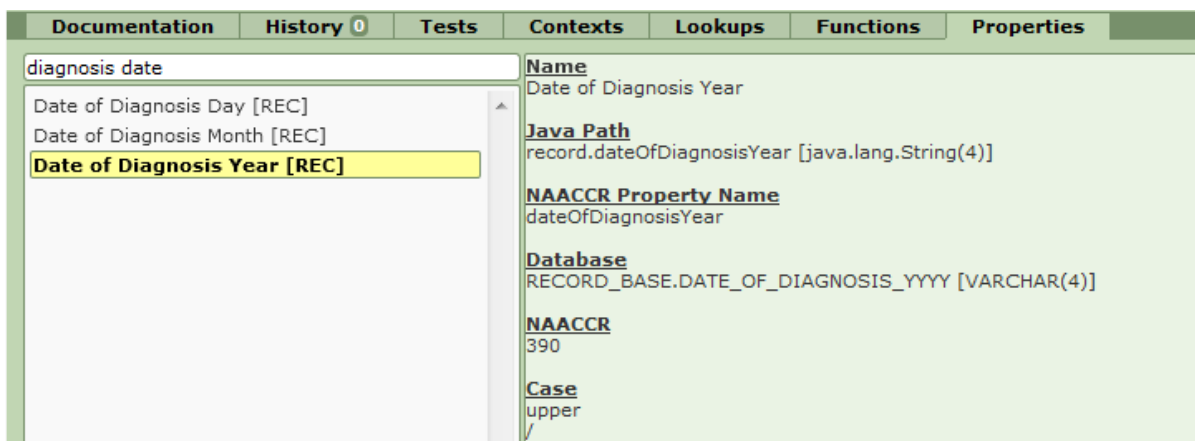 Documentation History 0 Tests Contexts Lookups Functions Properties
diagnosis date
Date of Diagnosis Day [REC]
Date of Diagnosis Month [REC]
Date of Diagnosis Year [REC]
Name
Date of Diagnosis Year
Java Path
record.dateOfDiagnosisYear [java.lang.String(4)]
NAACCR Property Name
dateOfDiagnosisYear
Database
RECORD_BASE.DATE_OF_DIAGNOSIS_YYYY [VARCHAR(4)]
NAACCR
390
Case
upper
/